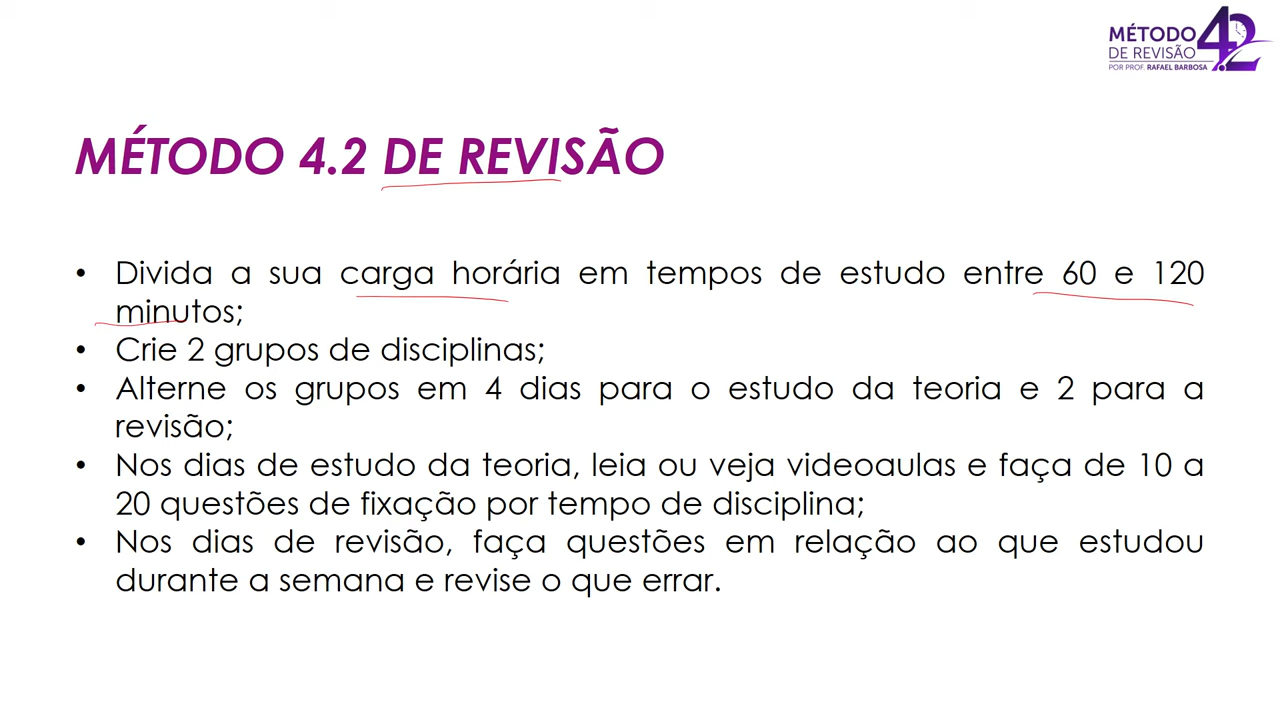 MÉTODO 4.2
DE REVISÃO
POR PROF. RAFAEL BARBOSA
MÉTODO 4.2 DE REVISÃO
• Divida a sua carga horária em tempos de estudo entre 60 e 120
minutos;
• Crie 2 grupos de disciplinas;
• Alterne os grupos em 4 dias para o estudo da teoria e 2 para a
revisão;
• Nos dias de estudo da teoria, leia ou veja videoaulas e faça de 10 a
20 questões de fixação por tempo de disciplina;
• Nos dias de revisão, faça questões em relação ao que estudou
durante a semana e revise o que errar.